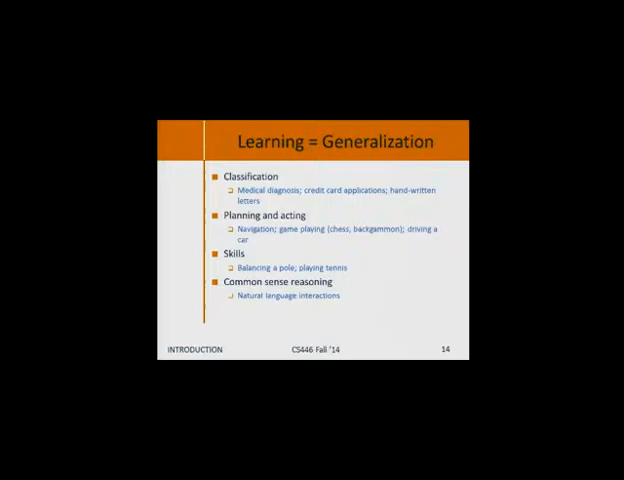 Learning = Generalization
Classification
Medical diagnosis; credit card applications; hand-written
letters
Planning and acting
Navigation; game playing (chess, backgammon); driving a
car
Skills
Balancing a pole; playing tennis
Common sense reasoning
Natural language interactions
INTRODUCTION CS446 Fall '14 14